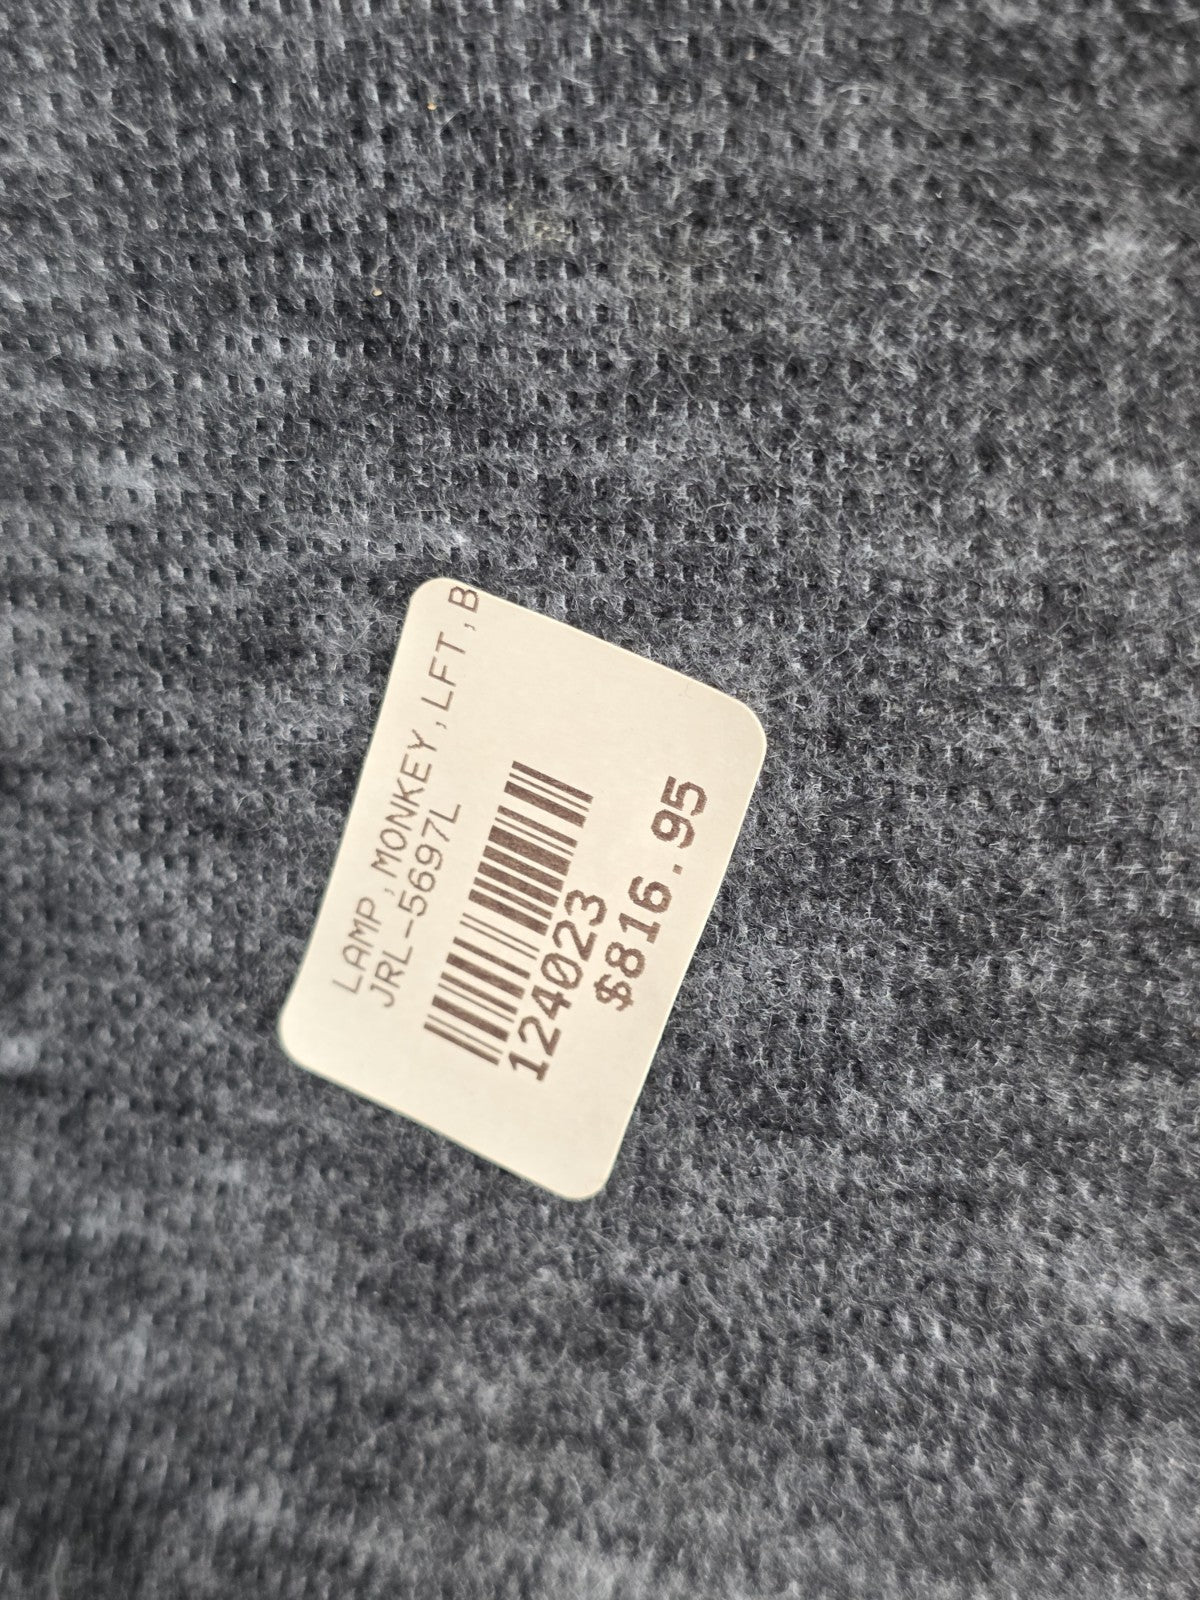 LAMP,MONKEY,LFT,B
JRL-5697L
124023
$816.95